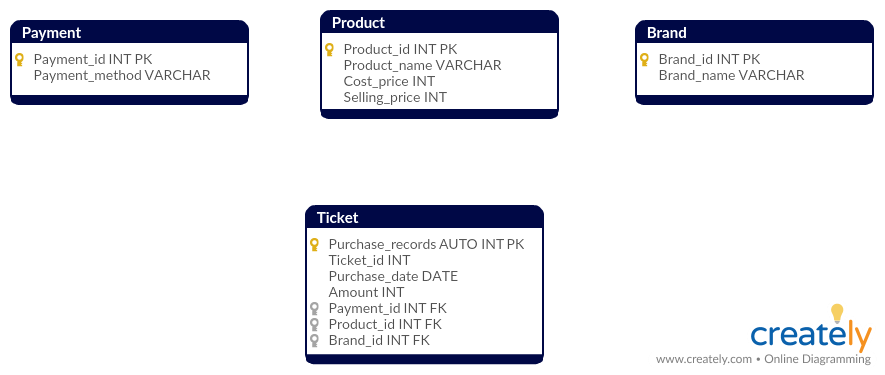 Payment
Payment_id INT PK
Payment_method VARCHAR
Product
Product_id INT PK
Product_name VARCHAR
Cost_price INT
Selling_price INT
Brand
Brand_id INT PK
Brand_name VARCHAR
Ticket
Purchase_records AUTO INT PK
Ticket_id INT
Purchase_date DATE
Amount INT
Payment_id INT FK
Product_id INT FK
Brand_id INT FK
creately
www.creately.com • Online Diagramming